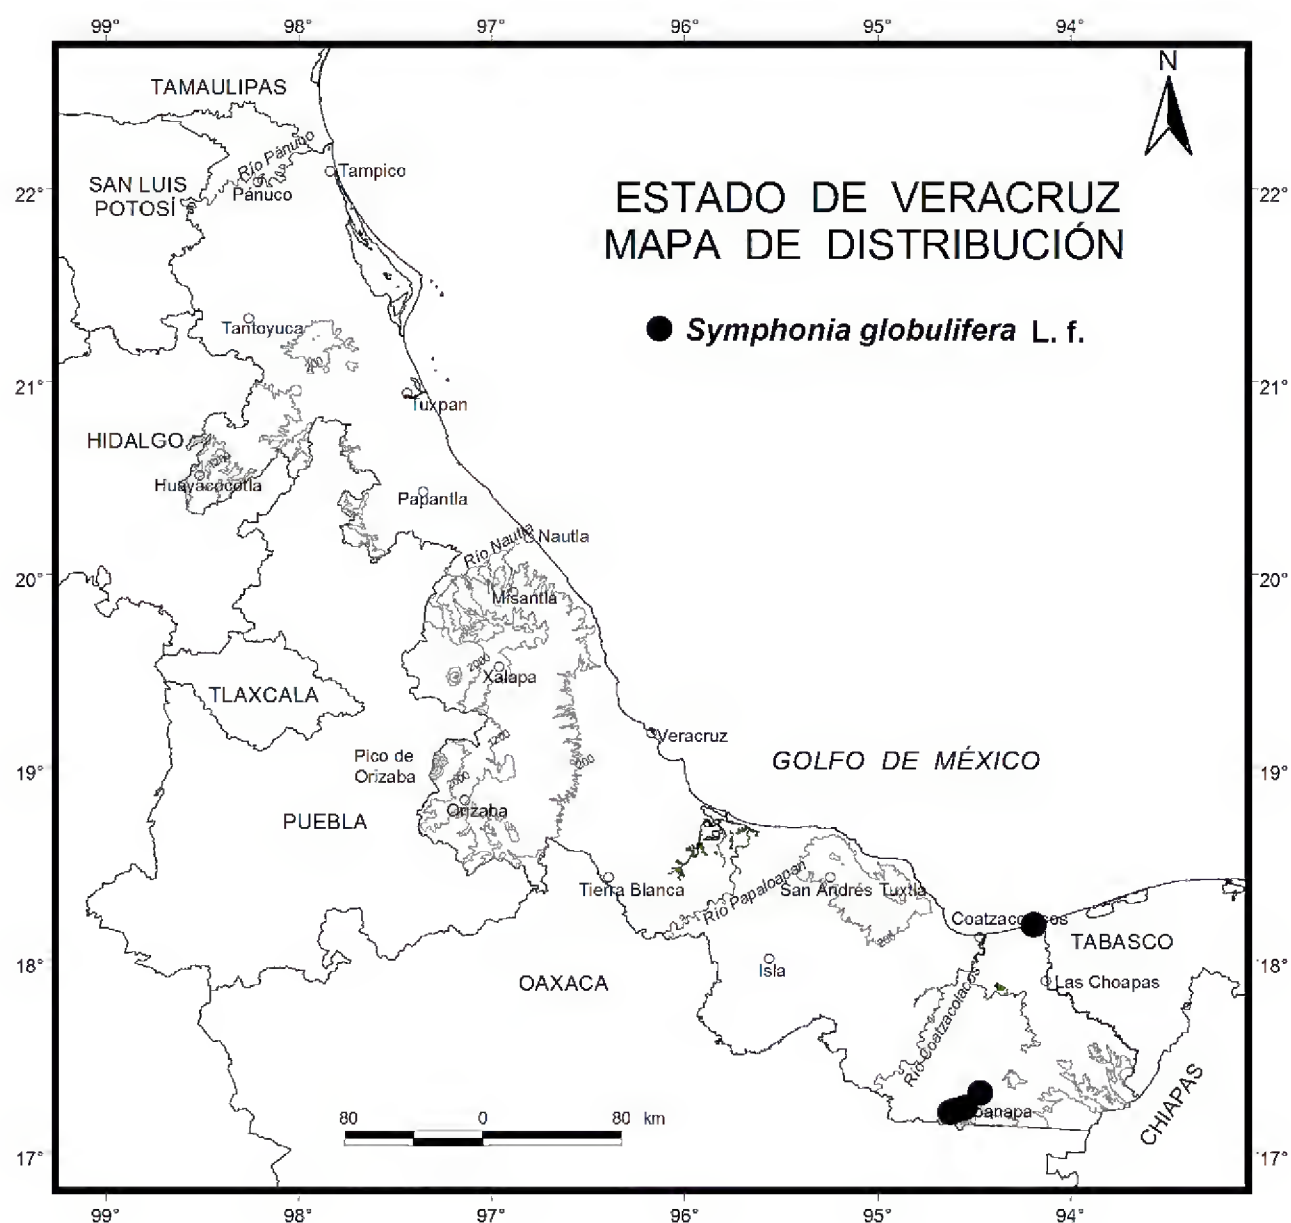 99° 98° 97° 96° 95° 94°
N
TAMAULIPAS
Río Pánuco
Tampico
SAN LUIS
POTOSÍ
Pánuco
22° 22°
ESTADO DE VERACRUZ
MAPA DE DISTRIBUCIÓN
Tantoyuca
Symphonia globulifera L. f.
21° 21°
Tuxpan
HIDALGO
Huayacocotla
Papantla
Río Nautla
Nautla
20° 20°
Misantla
2000
Xalapa
TLAXCALA
Veracruz
1200
GOLFO DE MÉXICO
Pico de
Orizaba
19° 19°
Orizaba
PUEBLA
Tierra Blanca
Río Papaloapan
San Andrés Tuxtla
Coatzacoalcos
TABASCO
18° 18°
Isla
OAXACA
Las Choapas
Río Coatzacoalcos
CHIAPAS
80 0 80 km
17° 17°
99° 98° 97° 96° 95° 94°